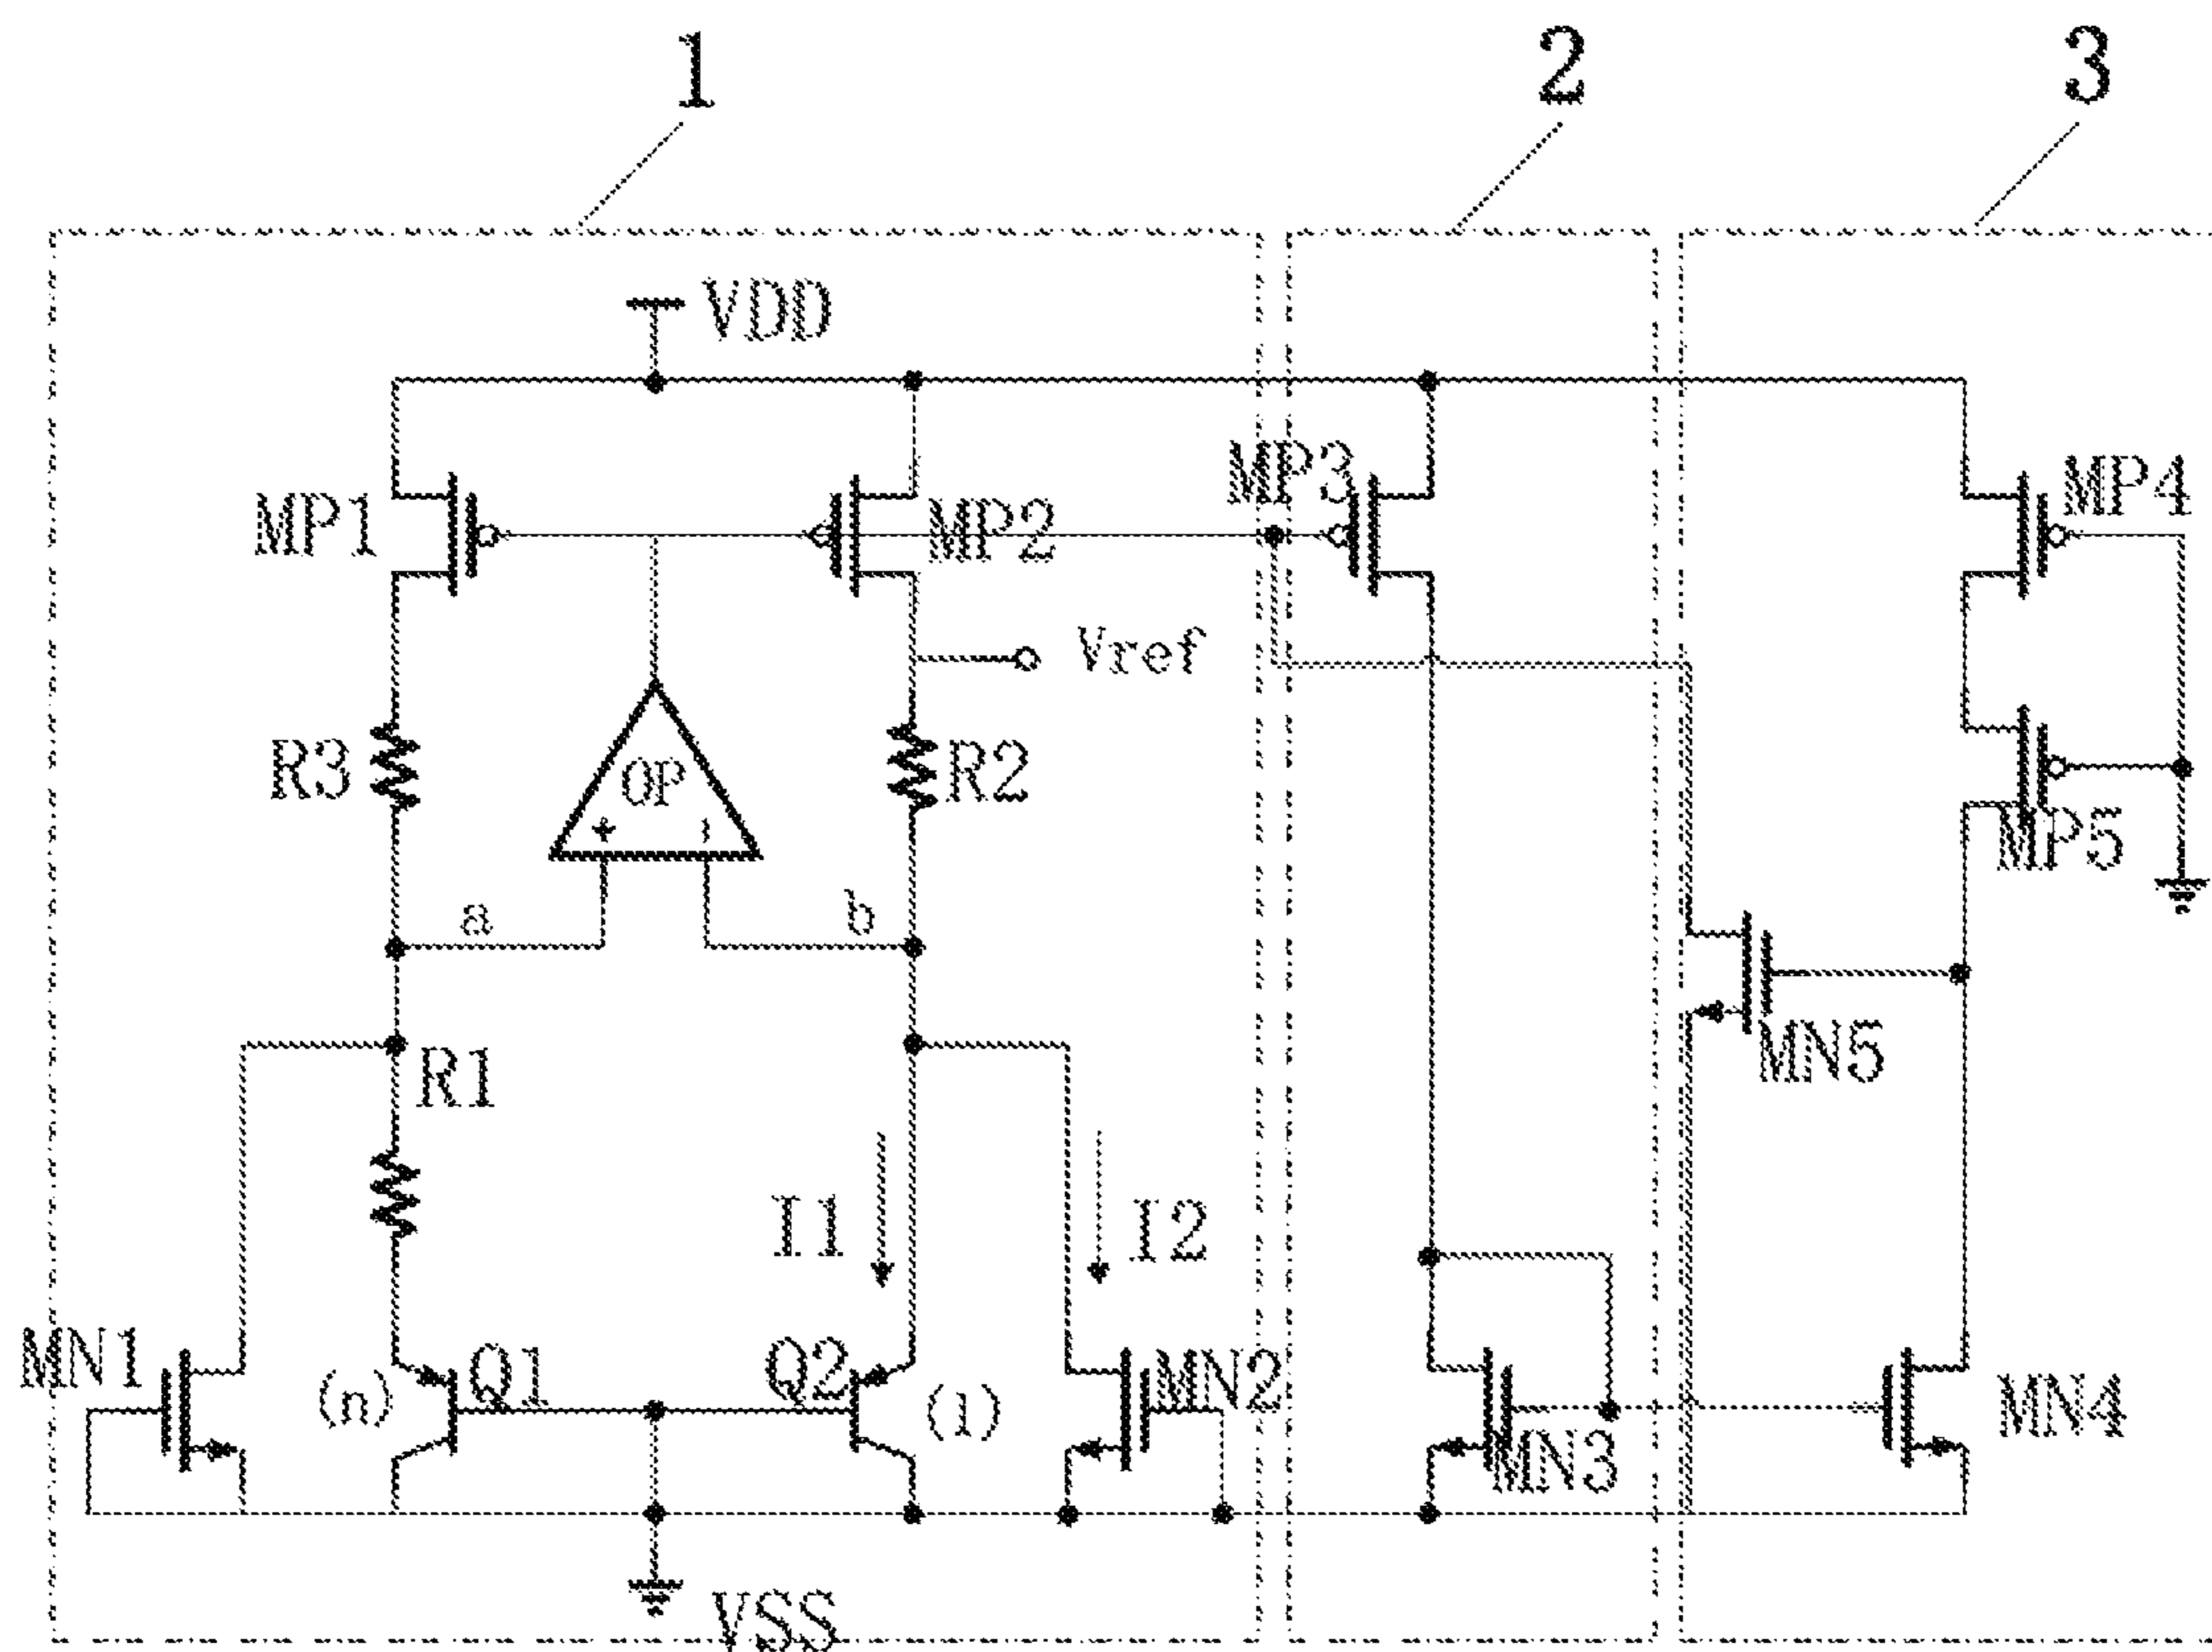 1 2 3
VDD
MP1 MP2 MP3 MP4
Vref
R3 OP R2
+ -
MP5
a b
R1 MN5
I1 I2
MN1 (n) Q1 Q2 (1) MN2 MN3 MN4
VSS